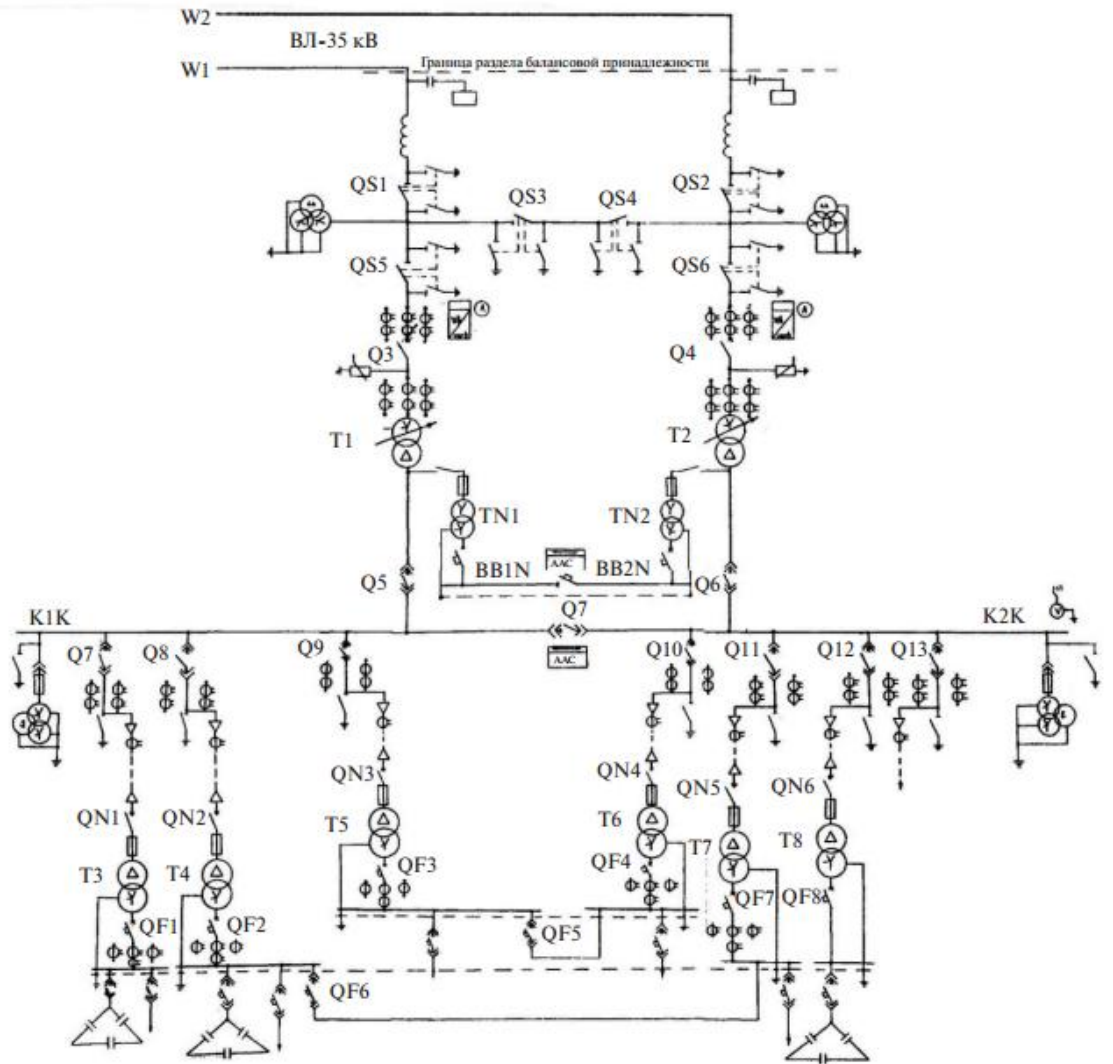 W2
ВЛ-35 кВ
W1
Граница раздела балансовой принадлежности
QS1
QS3
QS4
QS2
QS5
QS6
Q3
Q4
T1
T2
TN1
TN2
BB1N
AAC
BB2N
Q5
Q6
Q7
K1K
K2K
AAC
Q7
Q8
Q9
Q10
Q11
Q12
Q13
QN3
QN4
QN5
QN6
QN1
QN2
T5
T6
T7
T8
T3
T4
QF3
QF4
QF7
QF8
QF1
QF2
QF5
QF6